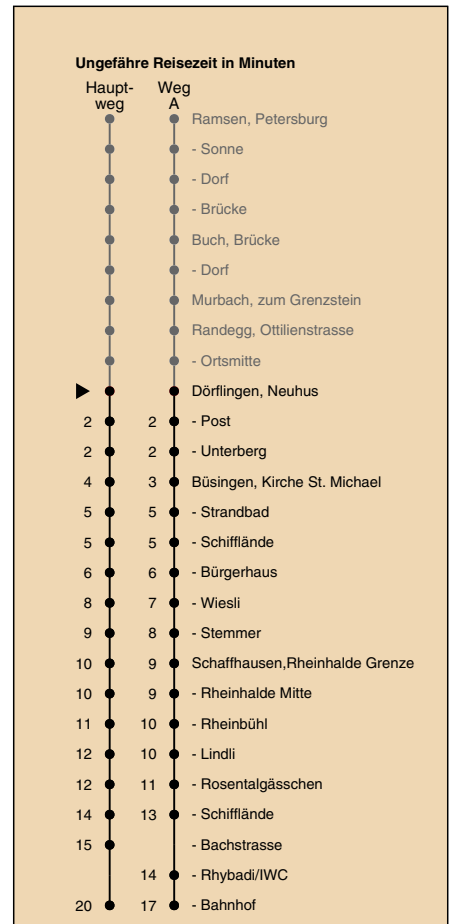 Ungefähre Reisezeit in Minuten
Haupt- Weg
weg A
Ramsen, Petersburg
- Sonne
- Dorf
- Brücke
Buch, Brücke
- Dorf
Murbach, zum Grenzstein
Randegg, Ottilienstrasse
- Ortsmitte
Dörflingen, Neuhus
2 2 - Post
2 2 - Unterberg
4 3 Büsingen, Kirche St. Michael
5 5 - Strandbad
5 5 - Schifflände
6 6 - Bürgerhaus
8 7 - Wiesli
9 8 - Stemmer
10 9 Schaffhausen,Rheinhalde Grenze
10 9 - Rheinhalde Mitte
11 10 - Rheinbühl
12 10 - Lindli
12 11 - Rosentalgässchen
14 13 - Schifflände
15 - Bachstrasse
14 - Rhybadi/IWC
20 17 - Bahnhof